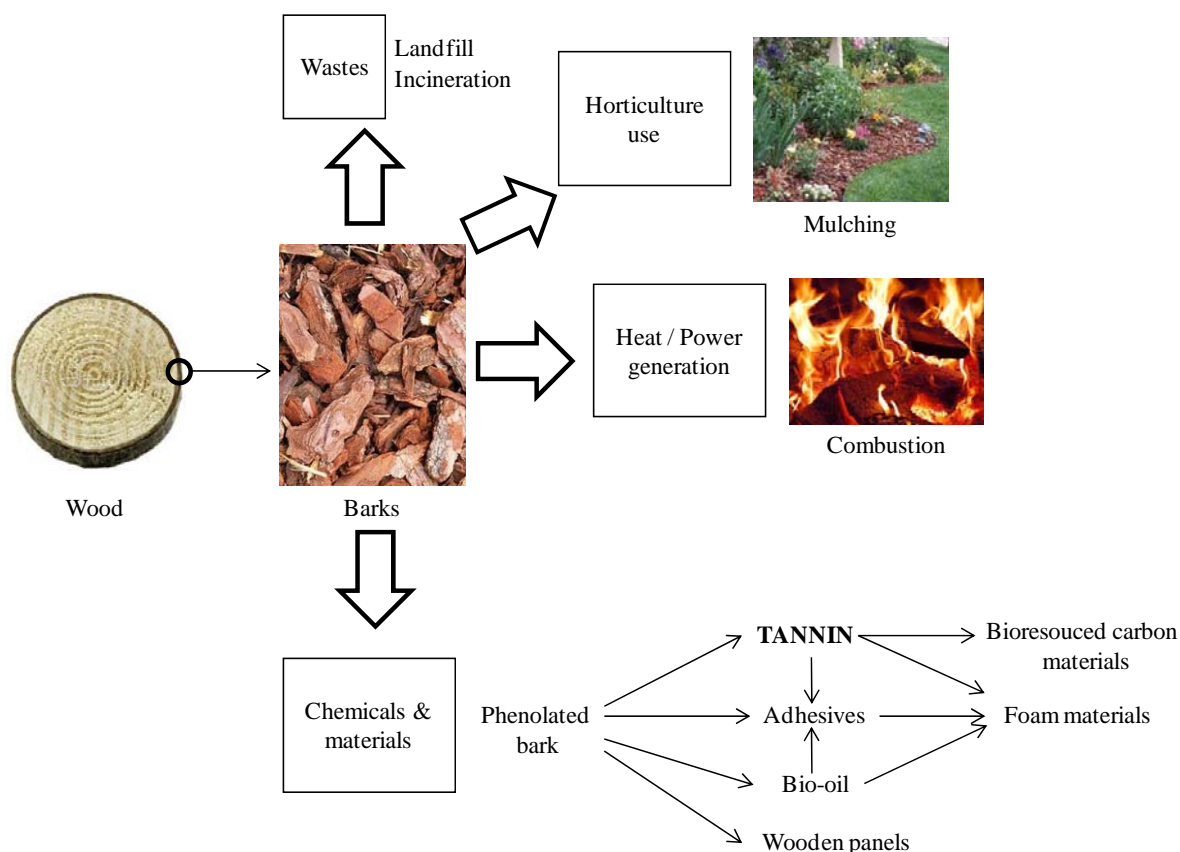 Wastes
Landfill
Incineration
Horticulture
use
Mulching
Heat / Power
generation
Combustion
Wood
Barks
Chemicals &
materials
Phenolated
bark
TANNIN
Adhesives
Bio-oil
Wooden panels
Bioresouced carbon
materials
Foam materials